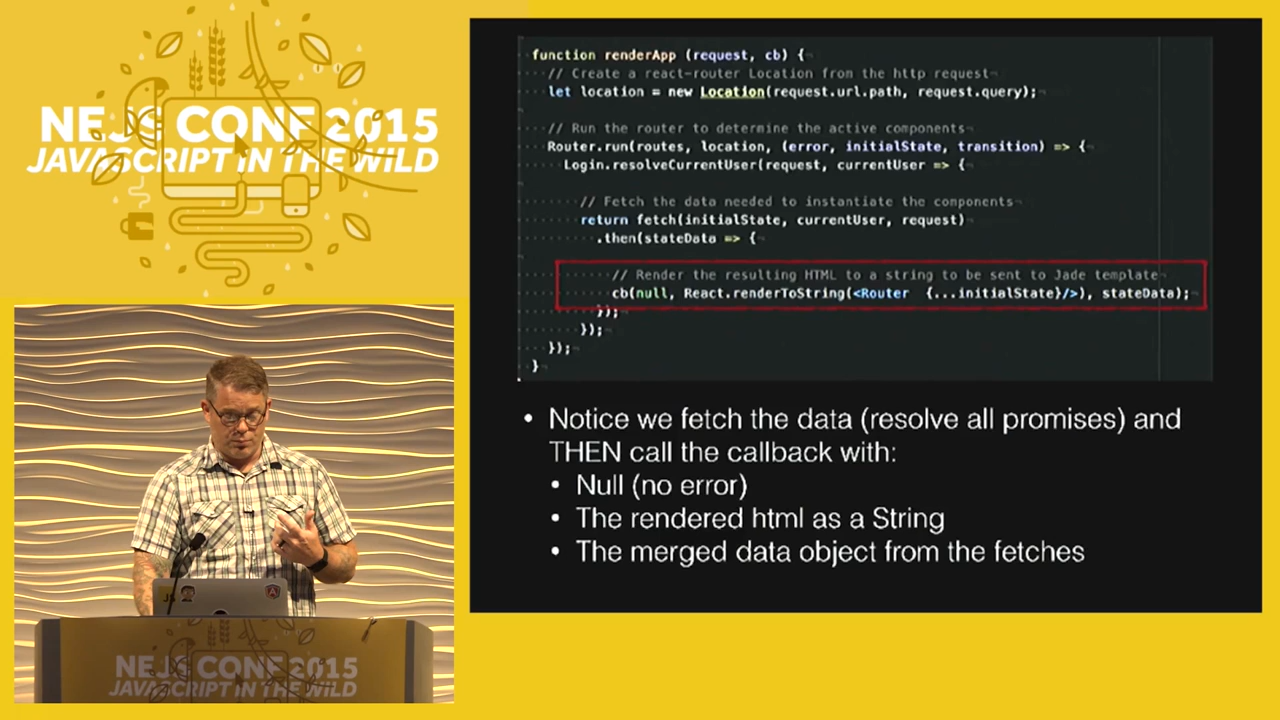 NEJS CONF 2015
JAVASCRIPT IN THE WILD
function renderApp (request, cb) {
// Create a react-router Location from the http request
let location = new Location(request.url.path, request.query);
// Run the router to determine the active components
Router.run(routes, location, (error, initialState, transition) => {
Login.resolveCurrentUser(request, currentUser => {
// Fetch the data needed to instantiate the components
return fetch(initialState, currentUser, request)
.then(stateData => {
// Render the resulting HTML to a string to be sent to Jade template
cb(null, React.renderToString(<Router {...initialState}/>), stateData);
});
});
});
}
• Notice we fetch the data (resolve all promises) and
THEN call the callback with:
• Null (no error)
• The rendered html as a String
• The merged data object from the fetches
JS
NEJS CONF 2015
JAVASCRIPT IN THE WILD